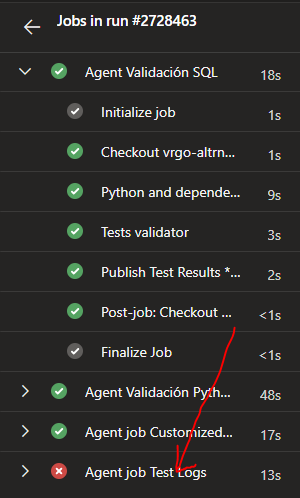 Jobs in run #2728463
Agent Validación SQL 18s
Initialize job 1s
Checkout vrgo-altrn... 1s
Python and depende... 9s
Tests validator 3s
Publish Test Results *... 2s
Post-job: Checkout ... <1s
Finalize Job <1s
Agent Validación Pyth... 48s
Agent job Customized... 17s
Agent job Test Logs 13s